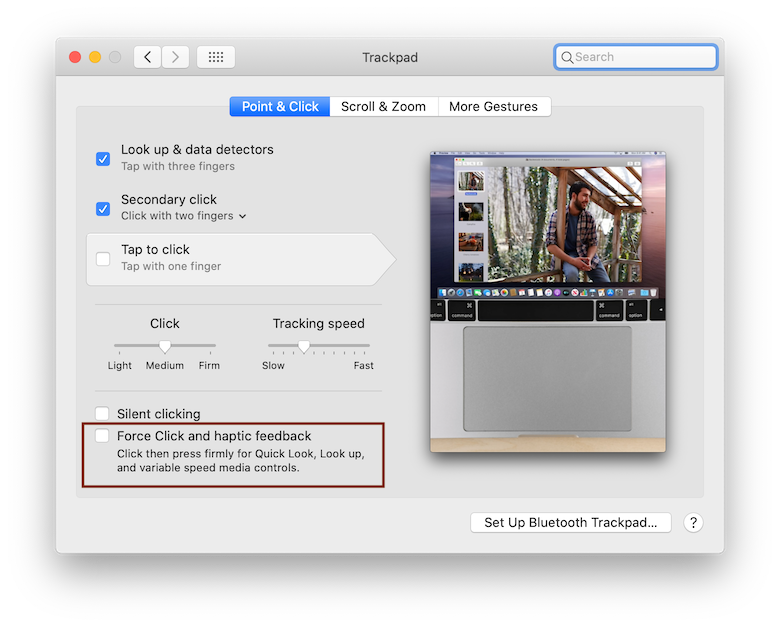 Trackpad
Search
Point & Click
Scroll & Zoom
More Gestures
Look up & data detectors
Tap with three fingers
Secondary click
Click with two fingers
Tap to click
Tap with one finger
Click
Tracking speed
Light
Medium
Firm
Slow
Fast
Silent clicking
Force Click and haptic feedback
Click then press firmly for Quick Look, Look up,
and variable speed media controls.
option
command
command
option
Set Up Bluetooth Trackpad...
?